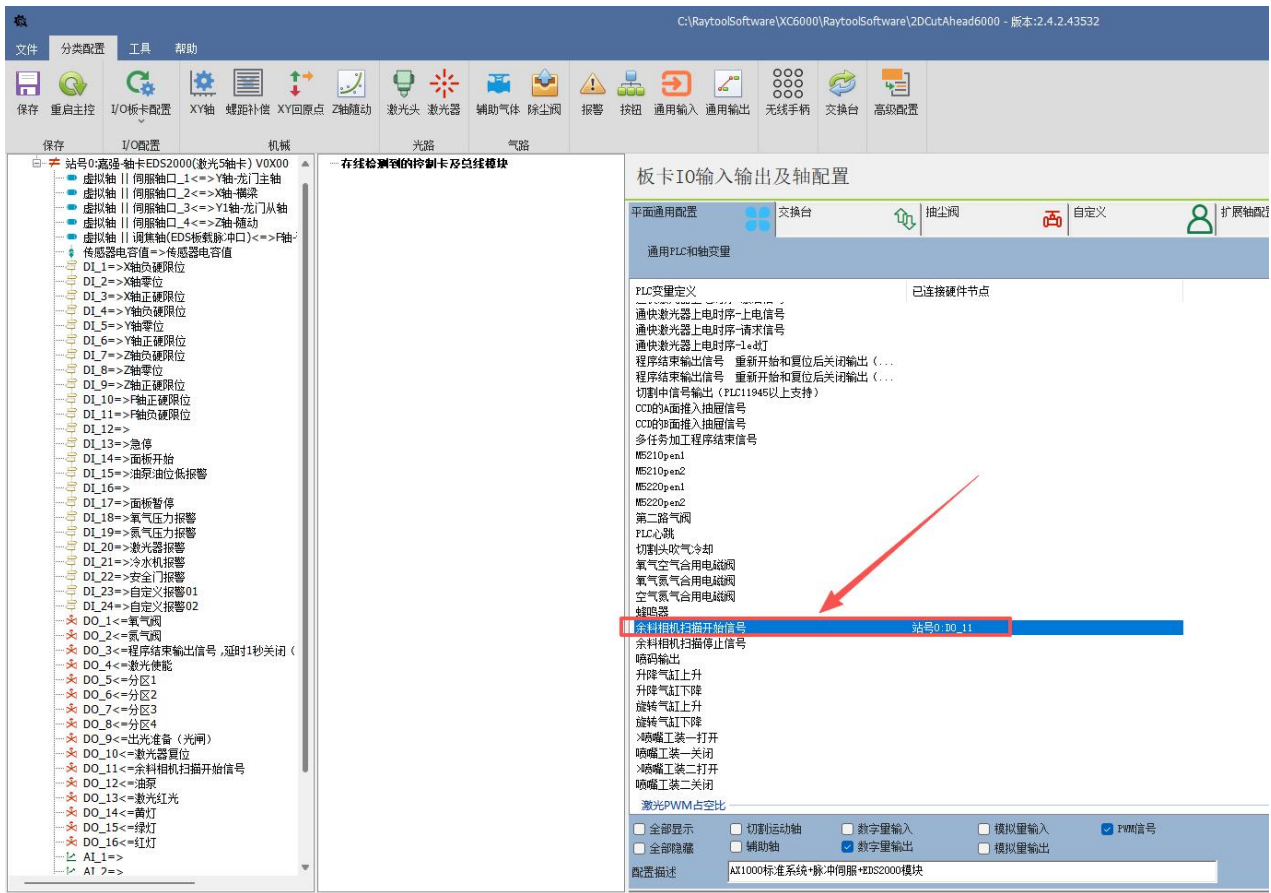 C:\RaytoolSoftware\XC6000\RaytoolSoftware\2DCutAhead6000 - 版本:2.4.2.43532
文件 分类配置 工具 帮助
保存 重启主控 I/O板卡配置 XY轴 螺距补偿 XY回原点 Z轴随动 激光头 激光器 辅助气体 除尘阀 报警 按钮 通用输入 通用输出 无线手柄 交换台 高级配置
保存 I/O配置 机械 光路 气路
站号0:嘉强-轴卡EDS2000(激光5轴卡) V0X00
虚拟轴 || 伺服轴口_1<=>Y轴-龙门主轴
虚拟轴 || 伺服轴口_2<=>X轴-横梁
虚拟轴 || 伺服轴口_3<=>Y1轴-龙门从轴
虚拟轴 || 伺服轴口_4<=>Z轴-随动
虚拟轴 || 调焦轴(EDS板载脉冲口)<=>F轴-
传感器电容值=>传感器电容值
DI_1=>X轴负硬限位
DI_2=>X轴零位
DI_3=>X轴正硬限位
DI_4=>Y轴负硬限位
DI_5=>Y轴零位
DI_6=>Y轴正硬限位
DI_7=>Z轴负硬限位
DI_8=>Z轴零位
DI_9=>Z轴正硬限位
DI_10=>F轴正硬限位
DI_11=>F轴负硬限位
DI_12=>
DI_13=>急停
DI_14=>面板开始
DI_15=>油泵油位低报警
DI_16=>
DI_17=>面板暂停
DI_18=>氧气压力报警
DI_19=>氮气压力报警
DI_20=>激光器报警
DI_21=>冷水机报警
DI_22=>安全门报警
DI_23=>自定义报警01
DI_24=>自定义报警02
DO_1<=氧气阀
DO_2<=氮气阀
DO_3<=程序结束输出信号 ,延时1秒关闭 (
DO_4<=激光使能
DO_5<=分区1
DO_6<=分区2
DO_7<=分区3
DO_8<=分区4
DO_9<=出光准备（光闸）
DO_10<=激光器复位
DO_11<=余料相机扫描开始信号
DO_12<=油泵
DO_13<=激光红光
DO_14<=黄灯
DO_15<=绿灯
DO_16<=红灯
AI_1=>
AI_2=>
在线检测到的控制卡及总线模块
板卡IO输入输出及轴配置
平面通用配置 交换台 抽尘阀 自定义 扩展轴配置
通用PLC和轴变量
PLC变量定义 已连接硬件节点
通快激光器上电时序-上电信号
通快激光器上电时序-请求信号
通快激光器上电时序-led灯
程序结束输出信号 重新开始和复位后关闭输出（...
程序结束输出信号 重新开始和复位后关闭输出（...
切割中信号输出（PLC11945以上支持）
CCD的A面推入抽屉信号
CCD的B面推入抽屉信号
多任务加工程序结束信号
M5210pen1
M5210pen2
M5220pen1
M5220pen2
第二路气阀
PLC心跳
切割头吹气冷却
氧气空气合用电磁阀
氧气氮气合用电磁阀
空气氮气合用电磁阀
蜂鸣器
余料相机扫描开始信号 站号0:DO_11
余料相机扫描停止信号
喷码输出
升降气缸上升
升降气缸下降
旋转气缸上升
旋转气缸下降
>喷嘴工装一打开
喷嘴工装一关闭
>喷嘴工装二打开
喷嘴工装二关闭
激光PWM占空比
全部显示 切割运动轴 数字量输入 模拟量输入 PWM信号
全部隐藏 辅助轴 数字量输出 模拟量输出
配置描述 AX1000标准系统+脉冲伺服+EDS2000模块